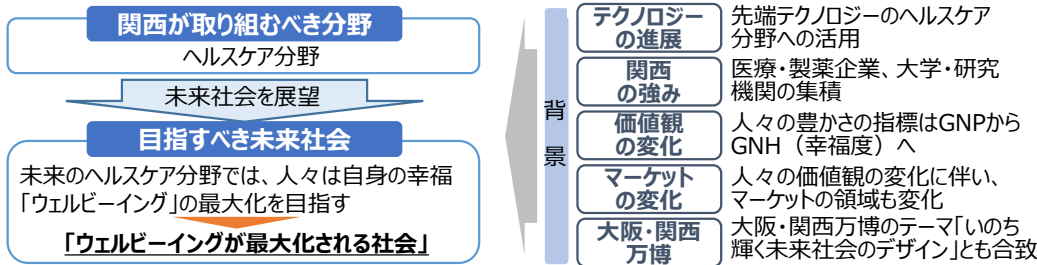 関西が取り組むべき分野
ヘルスケア分野
未来社会を展望
目指すべき未来社会
未来のヘルスケア分野では、人々は自身の幸福
「ウェルビーイング」の最大化を目指す
「ウェルビーイングが最大化される社会」
背
景
テクノロジー
の進展
先端テクノロジーのヘルスケア
分野への活用
関西
の強み
医療・製薬企業、大学・研究
機関の集積
価値観
の変化
人々の豊かさの指標はGNPから
GNH（幸福度）へ
マーケット
の変化
人々の価値観の変化に伴い、
マーケットの領域も変化
大阪・関西
万博
大阪・関西万博のテーマ「いのち
輝く未来社会のデザイン」とも合致